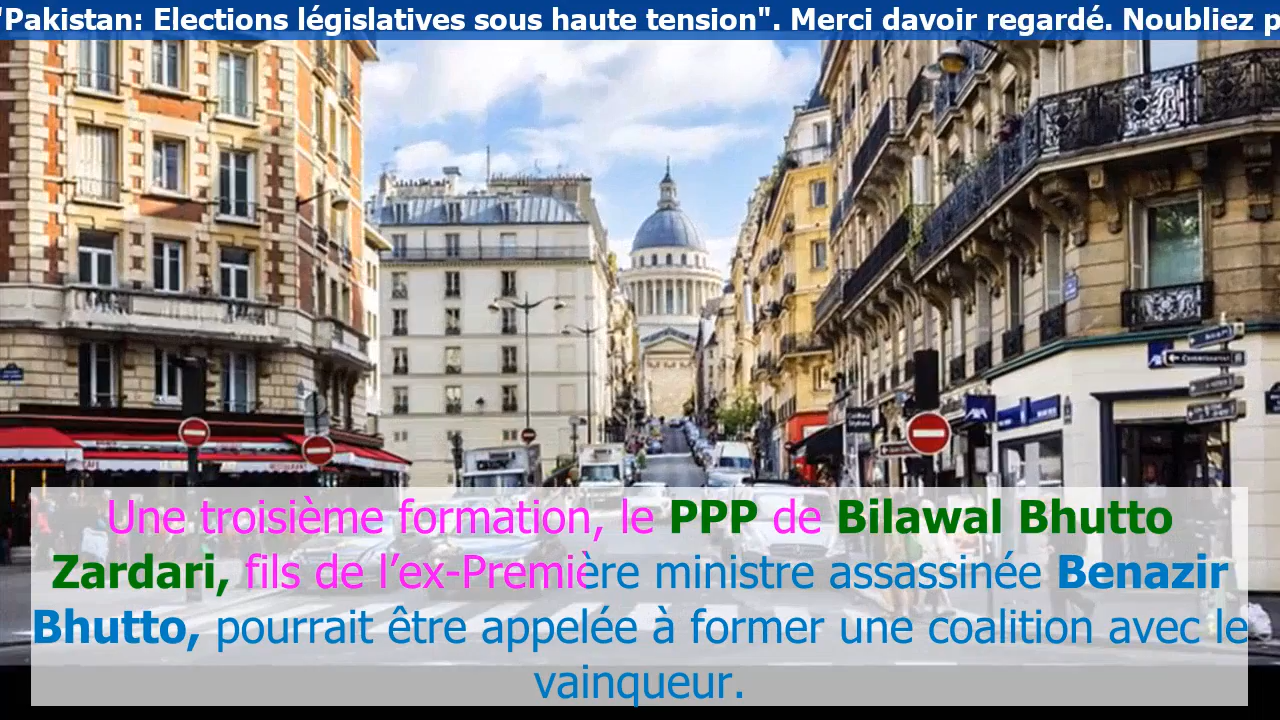 "Pakistan: Elections législatives sous haute tension". Merci davoir regardé. Noubliez p
AXA
Une troisième formation, le PPP de Bilawal Bhutto
Zardari, fils de l’ex-Première ministre assassinée Benazir
Bhutto, pourrait être appelée à former une coalition avec le
vainqueur.